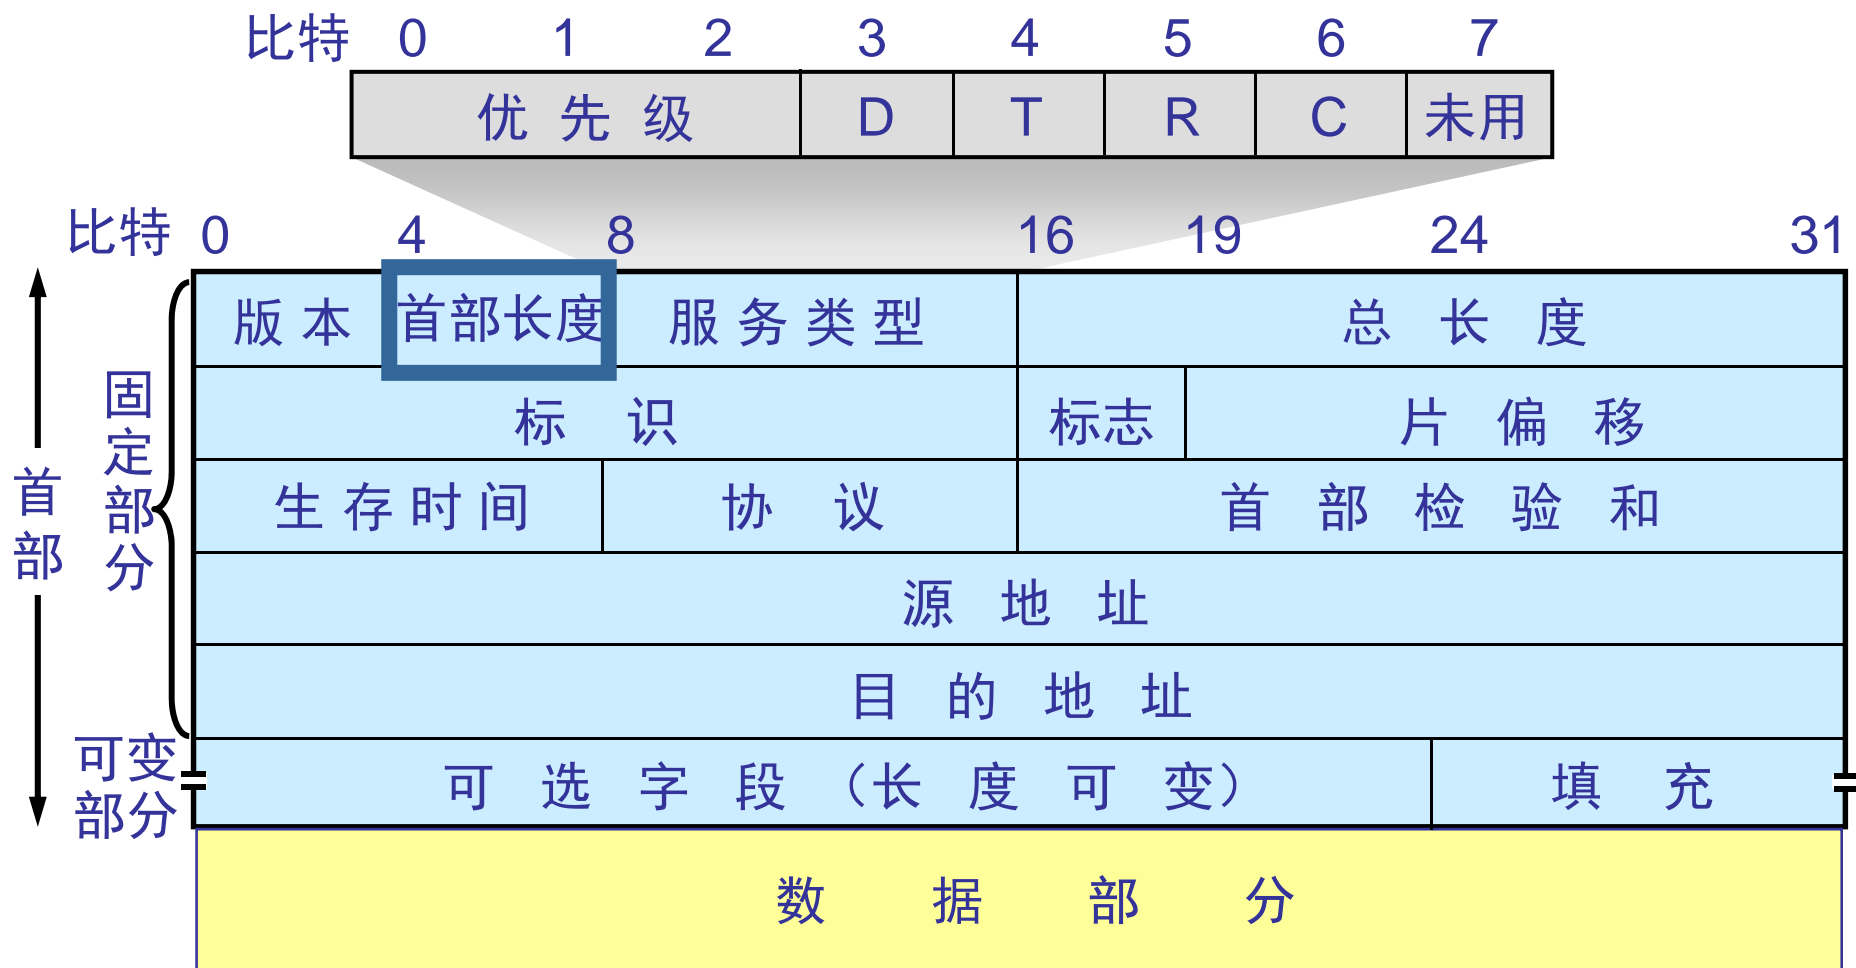 比特 0 1 2 3 4 5 6 7
优先级 D T R C 未用
比特 0 4 8 16 19 24 31
版本 首部长度 服务类型 总长度
标识 标志 片偏移
生存时间 协议 首部检验和
源地址
目的地址
可选字段（长度可变） 填充
数据部分
首部
固定部分
可变
部分